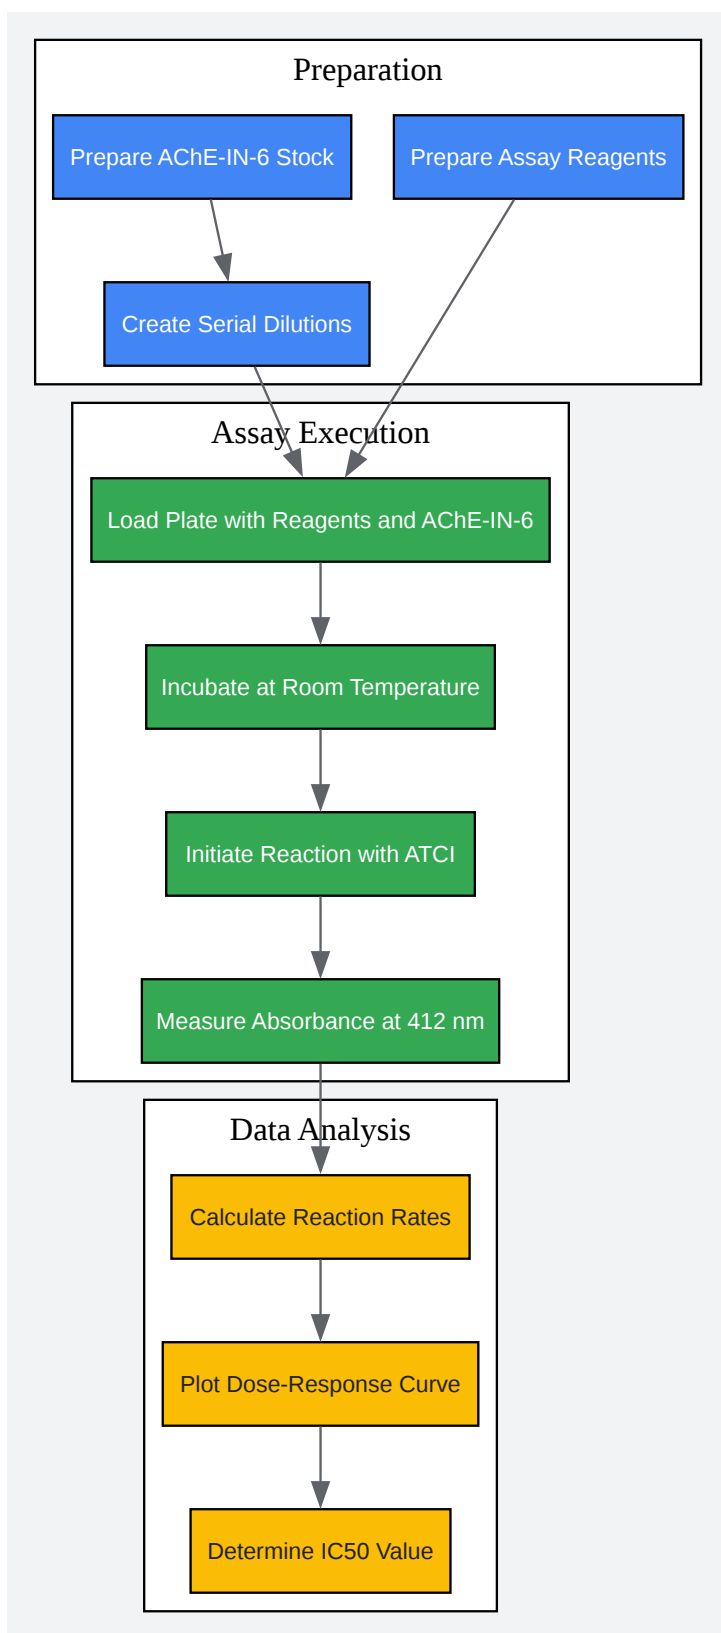 Preparation
Prepare AChE-IN-6 Stock
Prepare Assay Reagents
Create Serial Dilutions
Assay Execution
Load Plate with Reagents and AChE-IN-6
Incubate at Room Temperature
Initiate Reaction with ATCI
Measure Absorbance at 412 nm
Data Analysis
Calculate Reaction Rates
Plot Dose-Response Curve
Determine IC50 Value